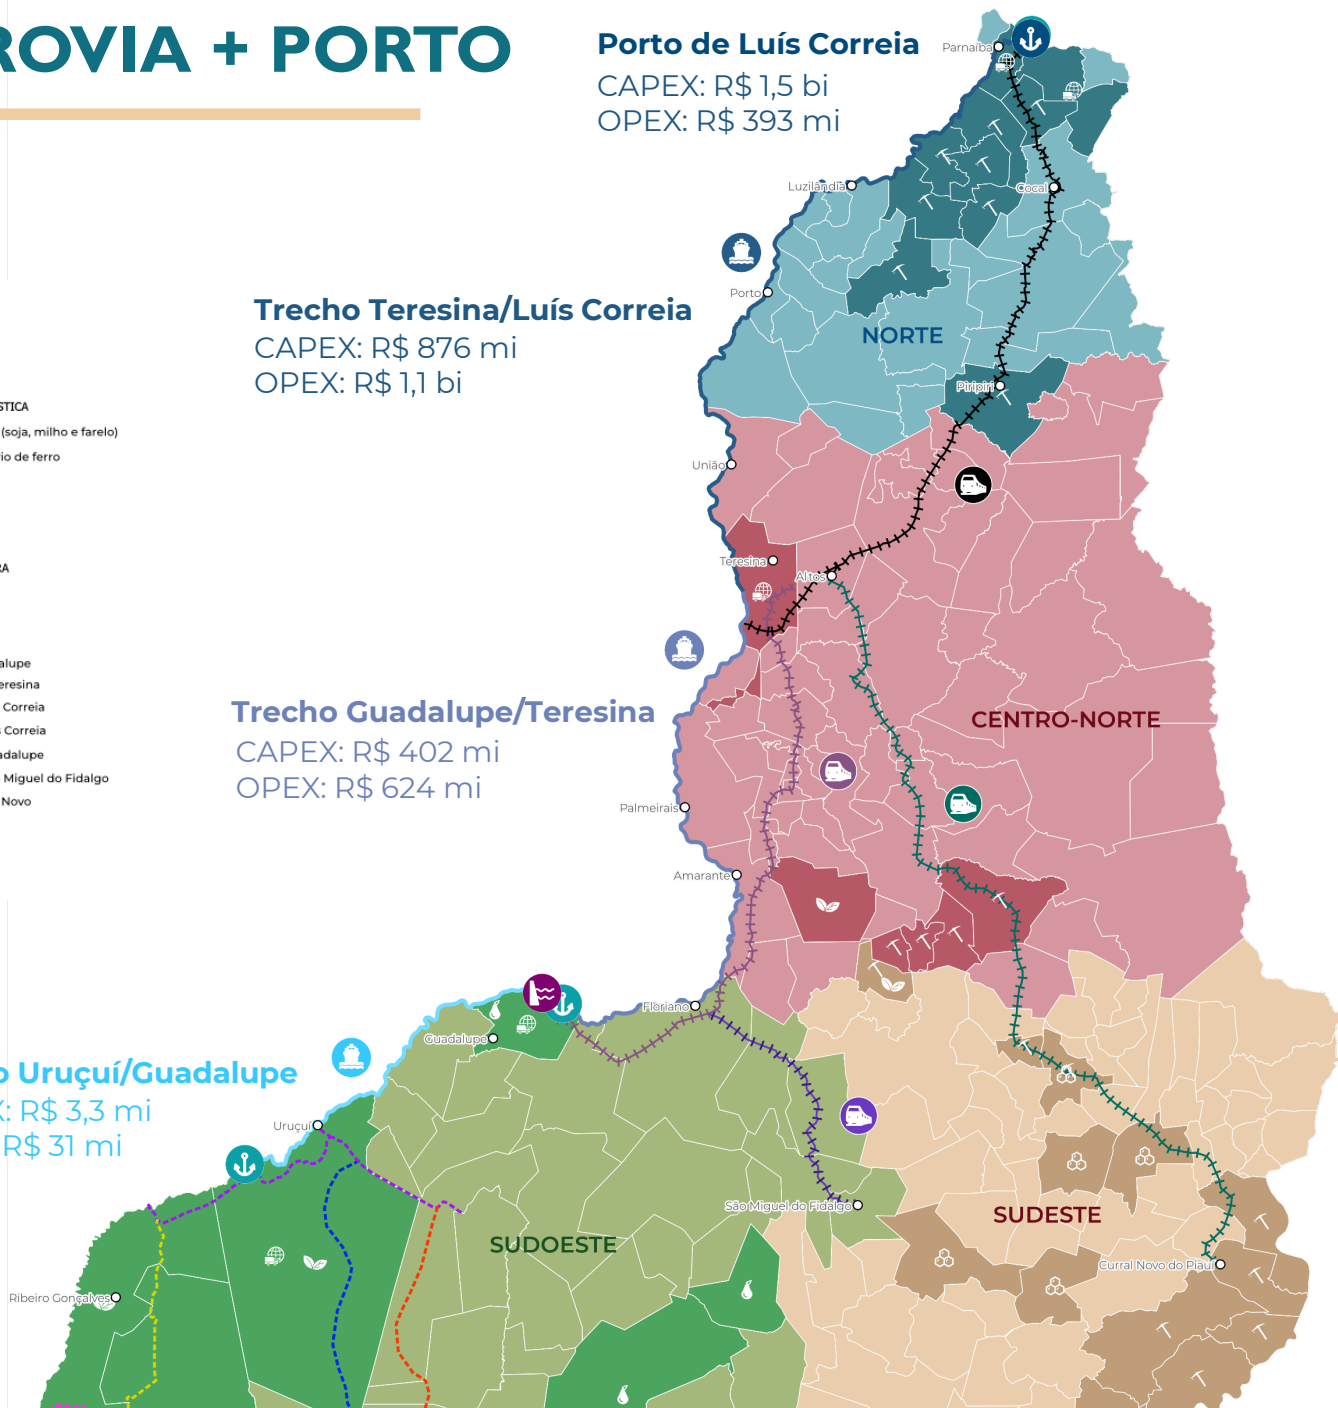 ROVIA + PORTO
Porto de Luís Correia
CAPEX: R$ 1,5 bi
OPEX: R$ 393 mi
Parnaíba
Luzilândia
Cocal
Porto
Trecho Teresina/Luís Correia
CAPEX: R$ 876 mi
OPEX: R$ 1,1 bi
NORTE
Piripiri
STICA
(soja, milho e farelo)
io de ferro
União
Teresina
Altos
RA
alupe
eresina
Correia
s Correia
adalupe
Miguel do Fidalgo
Novo
Trecho Guadalupe/Teresina
CAPEX: R$ 402 mi
OPEX: R$ 624 mi
CENTRO-NORTE
Palmeirais
Amarante
Floriano
Guadalupe
o Uruçuí/Guadalupe
X: R$ 3,3 mi
R$ 31 mi
Uruçuí
São Miguel do Fidalgo
SUDESTE
SUDOESTE
Curral Novo do Piauí
Ribeiro Gonçalves